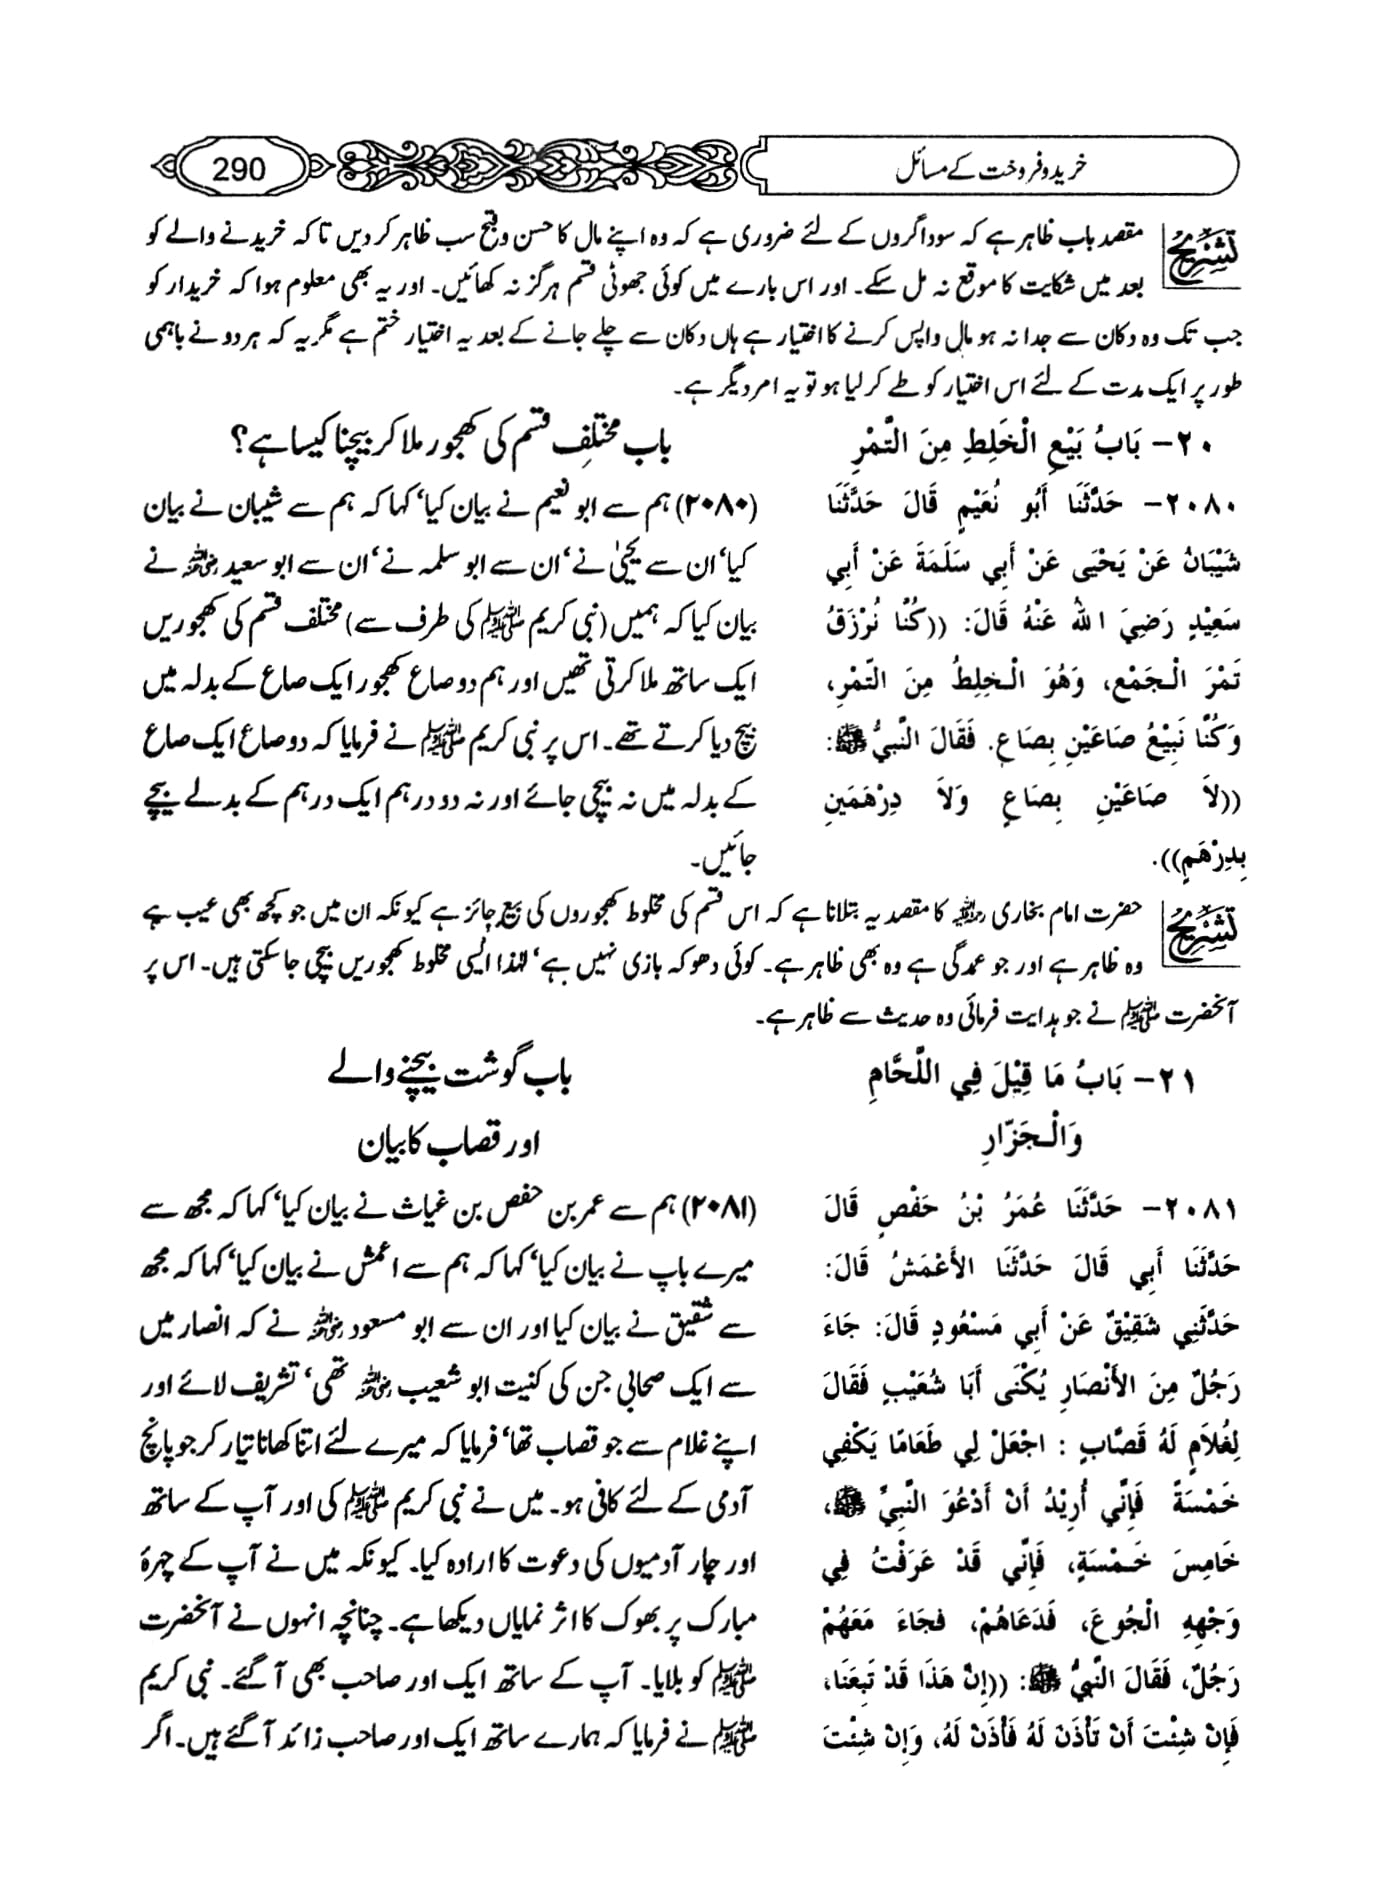 290
خرید و فروخت کے مسائل
تشریح
مقصد باب ظاہر ہے کہ سوداگروں کے لئے ضروری ہے کہ وہ اپنے مال کا حسن و قبح سب ظاہر کر دیں تا کہ خریدنے والے کو
بعد میں شکایت کا موقع نہ مل سکے۔ اور اس بارے میں کوئی جھوٹی قسم ہرگز نہ کھائیں۔ اور یہ بھی معلوم ہوا کہ خریدار کو
جب تک وہ دکان سے جدا نہ ہو مال واپس کرنے کا اختیار ہے ہاں دکان سے چلے جانے کے بعد یہ اختیار ختم ہے مگر یہ کہ ہر دو نے باہمی
طور پر ایک مدت کے لئے اس اختیار کو طے کر لیا ہو تو یہ امر دیگر ہے۔
۲۰- بَابُ بَيْعِ الْخَلِطِ مِنَ التَّمْرِ
۲۰۸۰- حَدَّثَنَا أَبُو نُعَيْمٍ قَالَ حَدَّثَنَا
شَيْبَانُ عَنْ يَحْيَى عَنْ أَبِي سَلَمَةَ عَنْ أَبِي
سَعِيْدٍ رَضِيَ اللهُ عَنْهُ قَالَ: ((كُنَّا نُرْزَقُ
تَمْرَ الْجَمْعِ، وَهُوَ الْخِلِطُ مِنَ التَّمْرِ،
وَكُنَّا نَبِيْعُ صَاعَيْنِ بِصَاعٍ. فَقَالَ النَّبِيُّ ﷺ:
((لاَ صَاعَيْنِ بِصَاعٍ وَلاَ دِرْهَمَينِ
بِدِرْهَمٍ)).
باب مختلف قسم کی کھجور ملا کر بیچنا کیسا ہے؟
(۲۰۸۰) ہم سے ابو نعیم نے بیان کیا‘ کہا کہ ہم سے شیبان نے بیان
کیا‘ ان سے یحییٰ نے‘ ان سے ابو سلمہ نے‘ ان سے ابو سعید رضی اللہ عنہ نے
بیان کیا کہ ہمیں (نبی کریم ﷺ کی طرف سے) مختلف قسم کی کھجوریں
ایک ساتھ ملا کرتی تھیں اور ہم دو صاع کھجور ایک صاع کے بدلہ میں
بیچ دیا کرتے تھے۔ اس پر نبی کریم ﷺ نے فرمایا کہ دو صاع ایک صاع
کے بدلہ میں نہ بیچی جائے اور نہ دو درہم ایک درہم کے بدلے بیچے
جائیں۔
تشریح
حضرت امام بخاری رحمہ اللہ کا مقصد یہ بتلانا ہے کہ اس قسم کی مخلوط کھجوروں کی بیع جائز ہے کیونکہ ان میں جو کچھ بھی عیب ہے
وہ ظاہر ہے اور جو عمدگی ہے وہ بھی ظاہر ہے۔ کوئی دھوکہ بازی نہیں ہے‘ لہٰذا ایسی مخلوط کھجوریں بیچی جا سکتی ہیں۔ اس پر
آنحضرت ﷺ نے جو ہدایت فرمائی وہ حدیث سے ظاہر ہے۔
۲۱- بَابُ مَا قِيْلَ فِي اللَّحَّامِ
وَالْجَزَّارِ
۲۰۸۱- حَدَّثَنَا عُمَرُ بْنُ حَفْصٍ قَالَ
حَدَّثَنَا أَبِي قَالَ حَدَّثَنَا الأَعْمَشُ قَالَ:
حَدَّثَنِي شَقِيْقٌ عَنْ أَبِي مَسْعُودٍ قَالَ: جَاءَ
رَجُلٌ مِنَ الأَنْصَارِ يُكْنَى أَبَا شُعَيْبٍ فَقَالَ
لِغُلاَمٍ لَهُ قَصَّابٍ : اجْعَلْ لِي طَعَامًا يَكْفِي
خَمْسَةً فَإِنِّي أُرِيْدُ أَنْ أَدْعُوَ النَّبِيَّ ﷺ،
خَامِسَ خَمْسَةٍ، فَإِنِّي قَدْ عَرَفْتُ فِي
وَجْهِهِ الْجُوعَ، فَدَعَاهُمْ، فَجَاءَ مَعَهُمْ
رَجُلٌ، فَقَالَ النَّبِيُّ ﷺ: ((إِنَّ هَذَا قَدْ تَبِعَنَا،
فَإِنْ شِئْتَ أَنْ تَأْذَنَ لَهُ فَأْذَنْ لَهُ، وَإِنْ شِئْتَ
باب گوشت بیچنے والے
اور قصاب کا بیان
(۲۰۸۱) ہم سے عمر بن حفص بن غیاث نے بیان کیا‘ کہا کہ مجھ سے
میرے باپ نے بیان کیا‘ کہا کہ ہم سے اعمش نے بیان کیا‘ کہا کہ مجھ
سے شقیق نے بیان کیا اور ان سے ابو مسعود رضی اللہ عنہ نے کہ انصار میں
سے ایک صحابی جن کی کنیت ابو شعیب رضی اللہ عنہ تھی‘ تشریف لائے اور
اپنے غلام سے جو قصاب تھا‘ فرمایا کہ میرے لئے اتنا کھانا تیار کر جو پانچ
آدمی کے لئے کافی ہو۔ میں نے نبی کریم ﷺ کی اور آپ کے ساتھ
اور چار آدمیوں کی دعوت کا ارادہ کیا۔ کیونکہ میں نے آپ کے چہرۂ
مبارک پر بھوک کا اثر نمایاں دیکھا ہے۔ چنانچہ انہوں نے آنحضرت
ﷺ کو بلایا۔ آپ کے ساتھ ایک اور صاحب بھی آ گئے۔ نبی کریم
ﷺ نے فرمایا کہ ہمارے ساتھ ایک اور صاحب زائد آ گئے ہیں۔ اگر